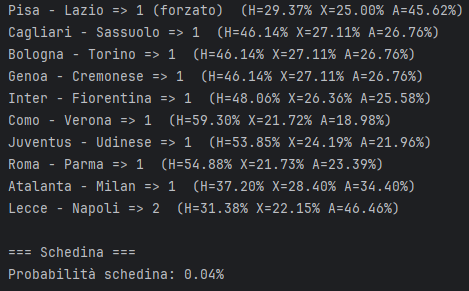 Pisa - Lazio => 1 (forzato)  (H=29.37% X=25.00% A=45.62%)
Cagliari - Sassuolo => 1  (H=46.14% X=27.11% A=26.76%)
Bologna - Torino => 1  (H=46.14% X=27.11% A=26.76%)
Genoa - Cremonese => 1  (H=46.14% X=27.11% A=26.76%)
Inter - Fiorentina => 1  (H=48.06% X=26.36% A=25.58%)
Como - Verona => 1  (H=59.30% X=21.72% A=18.98%)
Juventus - Udinese => 1  (H=53.85% X=24.19% A=21.96%)
Roma - Parma => 1  (H=54.88% X=21.73% A=23.39%)
Atalanta - Milan => 1  (H=37.20% X=28.40% A=34.40%)
Lecce - Napoli => 2  (H=31.38% X=22.15% A=46.46%)
=== Schedina ===
Probabilità schedina: 0.04%